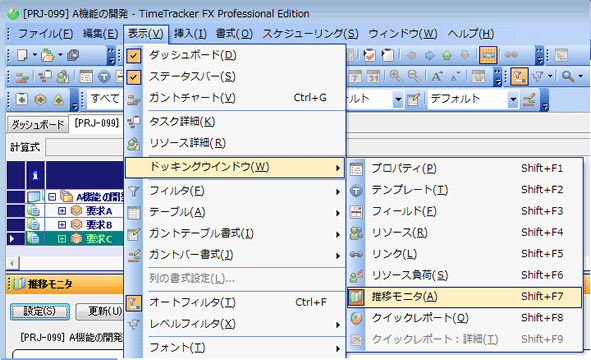 [PRJ-099] A機能の開発 - TimeTracker FX Professional Edition
ファイル(F) 編集(E) 表示(V) 挿入(I) 書式(O) スケジューリング(S) ウィンドウ(W) ヘルプ(H)
ダッシュボード(D)
ステータスバー(S)
ガントチャート(V) Ctrl+G
すべて
ルト
デフォルト
タスク詳細(K)
リソース詳細(R)
ダッシュボード [PRJ-099]
計算式
ドッキングウインドウ(W)
プロパティ(P) Shift+F1
テンプレート(T) Shift+F2
フィールド(F) Shift+F3
リソース(R) Shift+F4
リンク(L) Shift+F5
リソース負荷(S) Shift+F6
推移モニタ(A) Shift+F7
クイックレポート(Q) Shift+F8
クイックレポート：詳細(T) Shift+F9
フィルタ(F)
テーブル(A)
ガントテーブル書式(I)
ガントバー書式(J)
列の書式設定(L)...
オートフィルタ(T) Ctrl+F
レベルフィルタ(X)
フォント(T)
A機能の開発
要求A
要求B
要求C
推移モニタ
設定(S) 更新(U)
[PRJ-099] A機能の開発